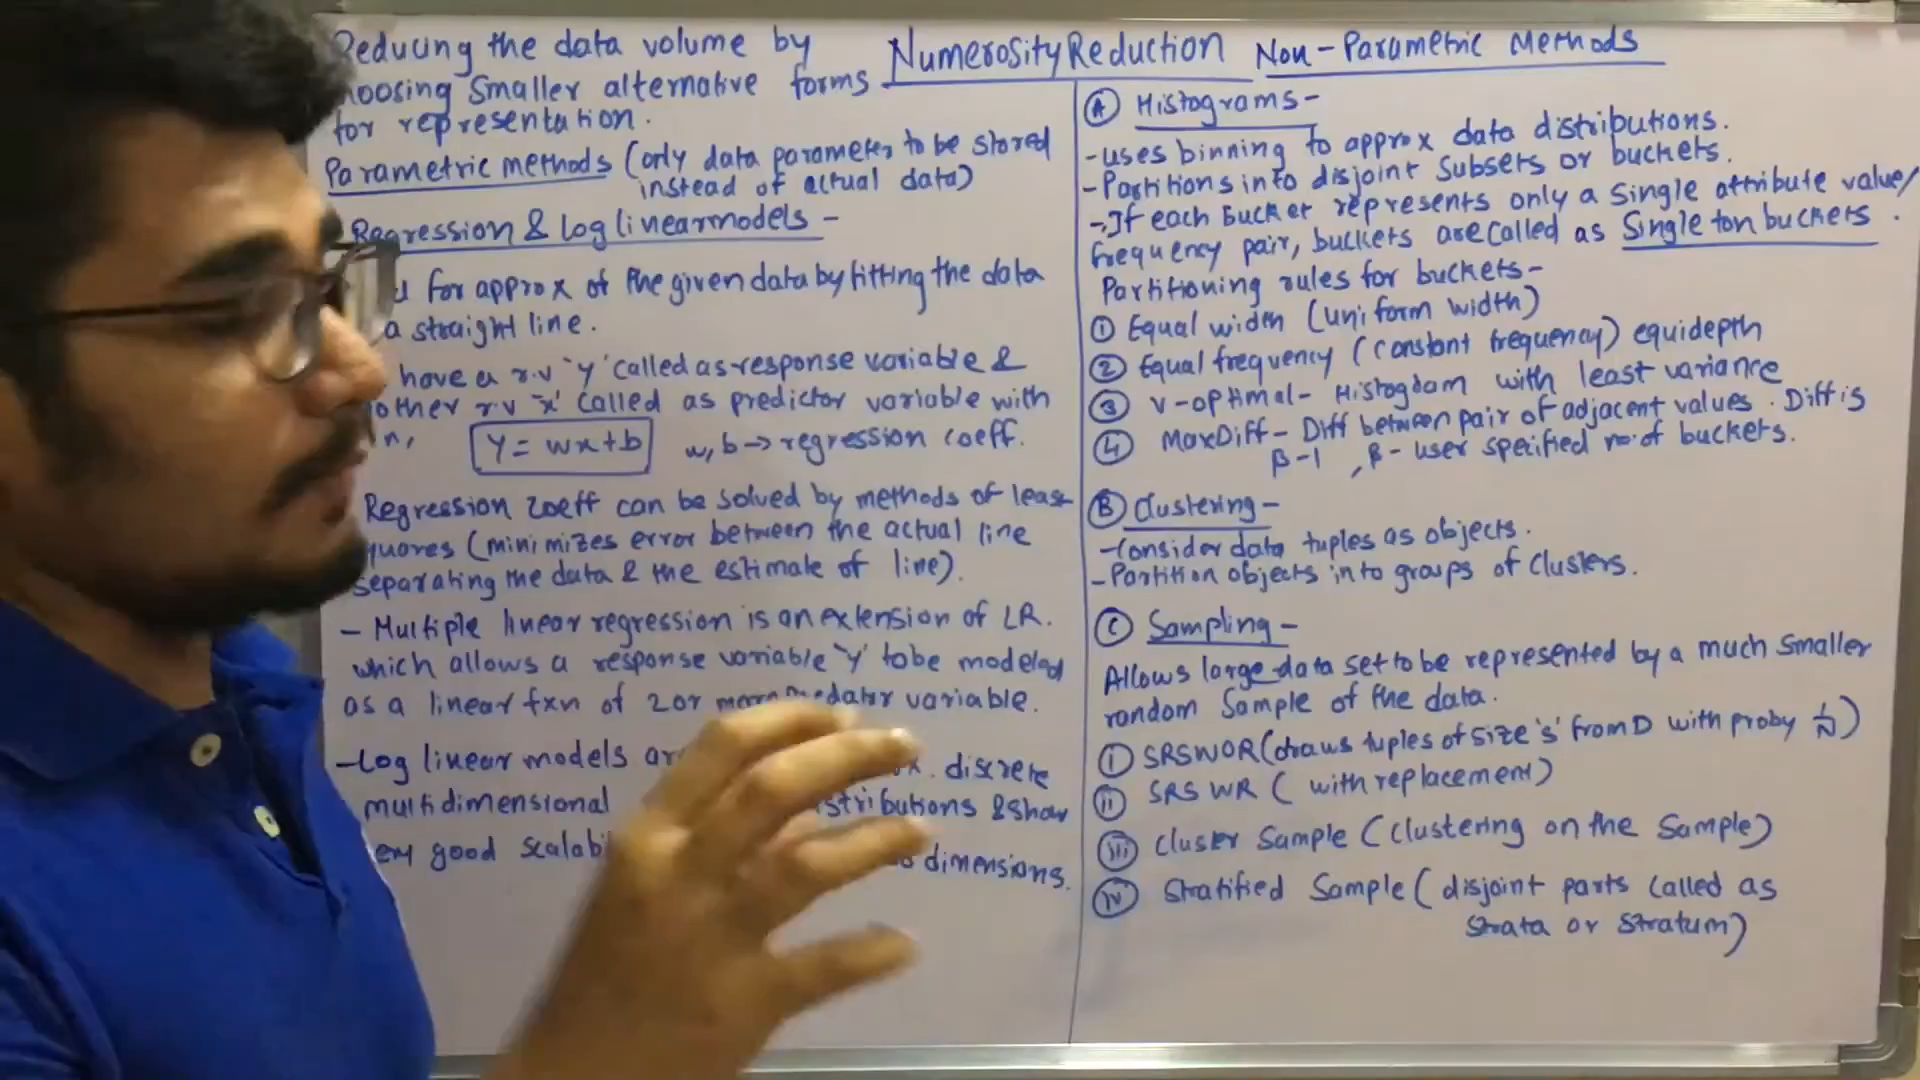 Numerosity Reduction
Reducing the data volume by
choosing smaller alternative forms
for representation.
Parametric methods (only data parameters to be stored
instead of actual data)
Regression & log linear models -
for approx of the given data by fitting the data
a straight line.
have a r.v 'y' called as response variable &
other r.v 'x' called as predictor variable with
y = wx+b w, b → regression coeff.
Regression coeff can be solved by methods of least
squares (minimizes error between the actual line
separating the data & the estimate of line).
- Multiple linear regression is an extension of LR.
which allows a response variable 'y' to be modeled
as a linear fxn of 2 or more variable.
- Log linear models discrete
multidimensional & show
very good dimensions.
Non-Parametric Methods
(A) Histograms -
- uses binning to approx data distributions.
- Partitions into disjoint subsets or buckets.
- If each bucket represents only a single attribute value/
frequency pair, buckets are called as Singleton buckets.
Partitioning rules for buckets -
① Equal width (uniform width)
② Equal frequency (constant frequency) equidepth
③ V-optimal - Histogram with least variance
④ MaxDiff - Diff between pair of adjacent values. Diff is
β-1, β - user specified no. of buckets.
(B) Clustering -
- Consider data tuples as objects.
- Partition objects into groups of clusters.
(C) Sampling -
Allows large data set to be represented by a much smaller
random sample of the data.
(i) SRSWOR (draws tuples of size 's' from D with proby 1/N)
(ii) SRSWR ( with replacement)
(iii) Cluster Sample (clustering on the sample)
(iv) Stratified Sample ( disjoint parts called as
strata or stratum)